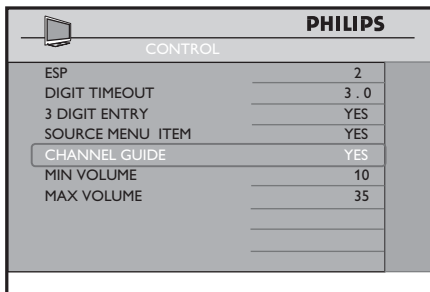 PHILIPS
CONTROL
ESP 2
DIGIT TIMEOUT 3 . 0
3 DIGIT ENTRY YES
SOURCE MENU ITEM YES
CHANNEL GUIDE YES
MIN VOLUME 10
MAX VOLUME 35